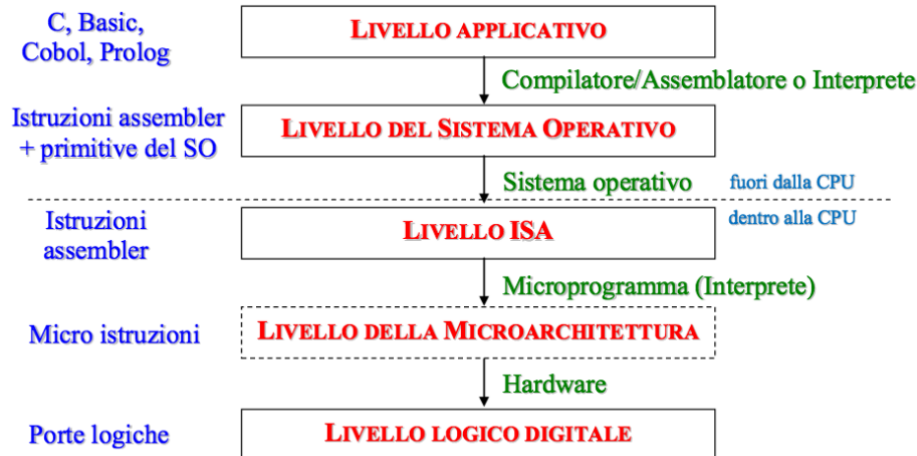 C, Basic,
Cobol, Prolog
LIVELLO APPLICATIVO
Compilatore/Assemblatore o Interprete
Istruzioni assembler
+ primitive del SO
LIVELLO DEL SISTEMA OPERATIVO
Sistema operativo
fuori dalla CPU
dentro alla CPU
Istruzioni
assembler
LIVELLO ISA
Microprogramma (Interprete)
Micro istruzioni
LIVELLO DELLA MICROARCHITETTURA
Hardware
Porte logiche
LIVELLO LOGICO DIGITALE